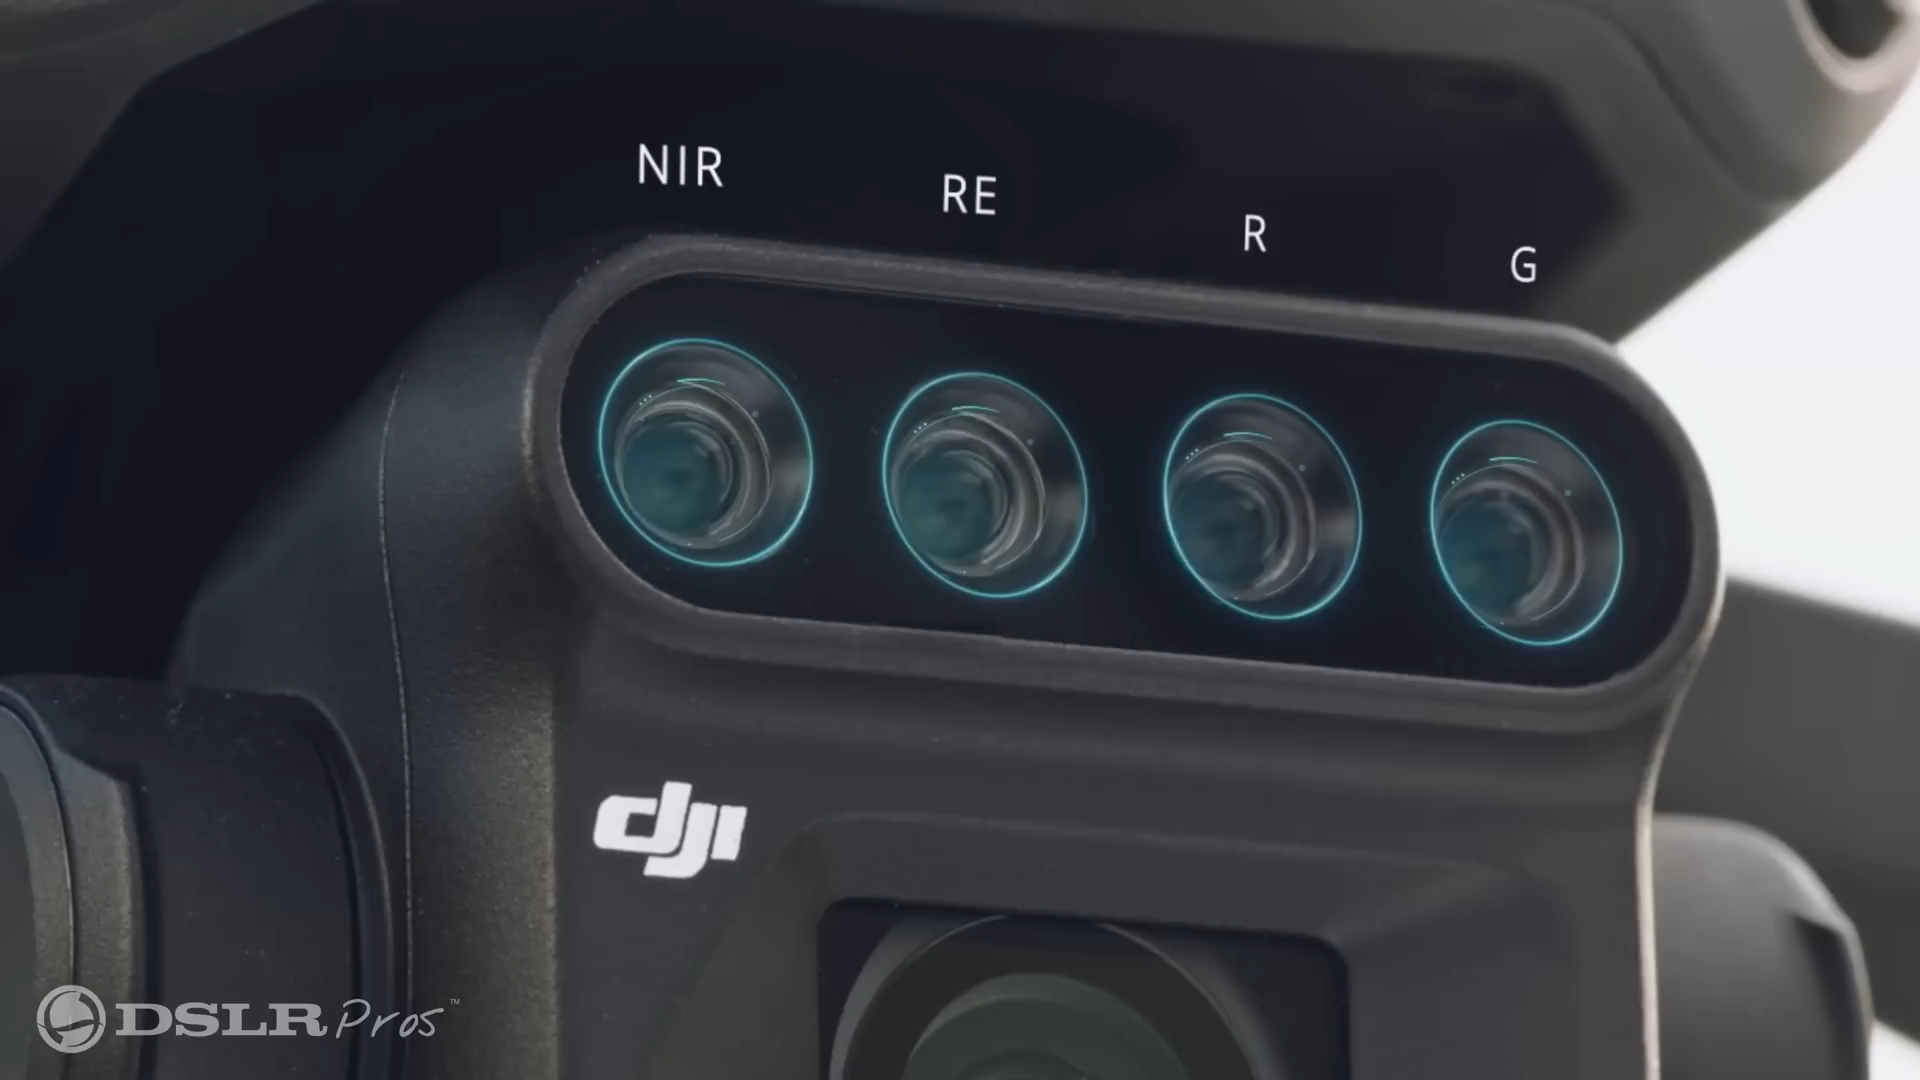 NIR
RE
R
G
dji
DSLR Pros™